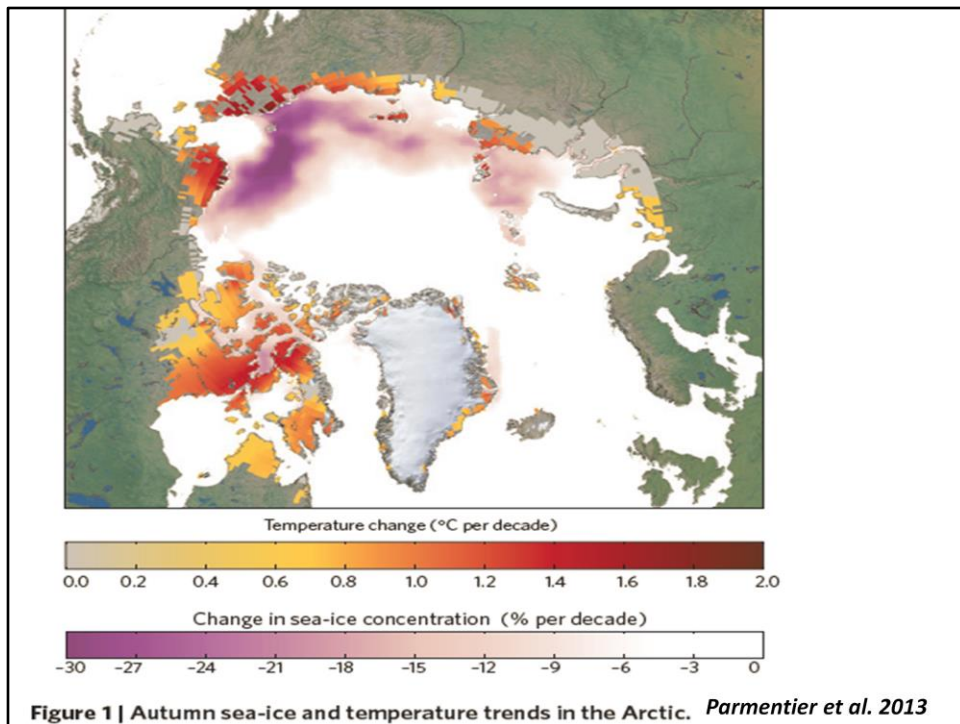 Temperature change (°C per decade)
0.0 0.2 0.4 0.6 0.8 1.0 1.2 1.4 1.6 1.8 2.0
Change in sea-ice concentration (% per decade)
−30 −27 −24 −21 −18 −15 −12 −9 −6 −3 0
Figure 1 | Autumn sea-ice and temperature trends in the Arctic. Parmentier et al. 2013